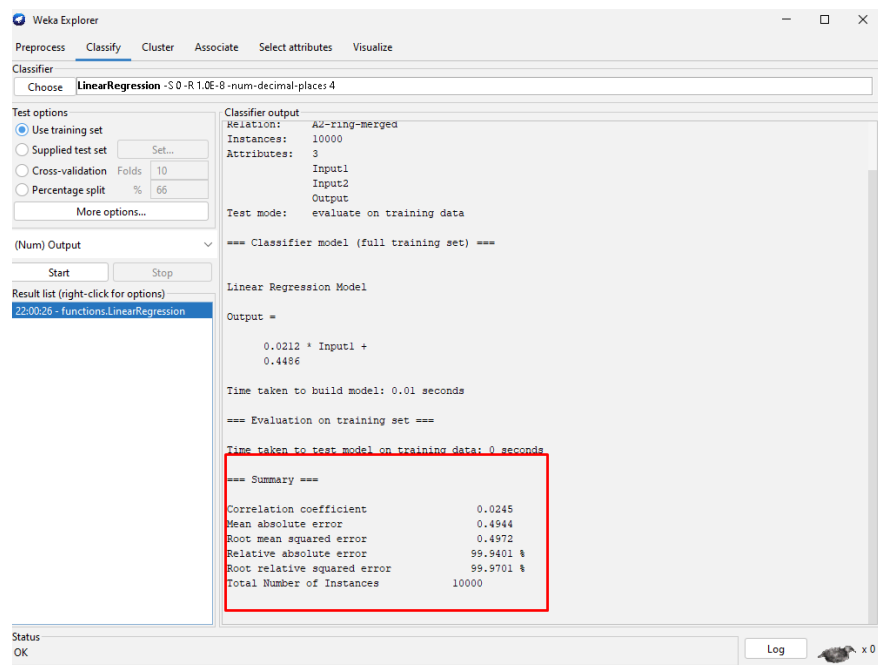 Weka Explorer
Preprocess Classify Cluster Associate Select attributes Visualize
Classifier
Choose LinearRegression -S 0 -R 1.0E-8 -num-decimal-places 4
Test options
Use training set
Supplied test set Set...
Cross-validation Folds 10
Percentage split % 66
More options...
(Num) Output
Start Stop
Result list (right-click for options)
22:00:26 - functions.LinearRegression
Classifier output
Relation: A2-ring-merged
Instances: 10000
Attributes: 3
Input1
Input2
Output
Test mode: evaluate on training data
=== Classifier model (full training set) ===
Linear Regression Model
Output =
0.0212 * Input1 +
0.4486
Time taken to build model: 0.01 seconds
=== Evaluation on training set ===
Time taken to test model on training data: 0 seconds
=== Summary ===
Correlation coefficient 0.0245
Mean absolute error 0.4944
Root mean squared error 0.4972
Relative absolute error 99.9401 %
Root relative squared error 99.9701 %
Total Number of Instances 10000
Status
OK
Log x 0